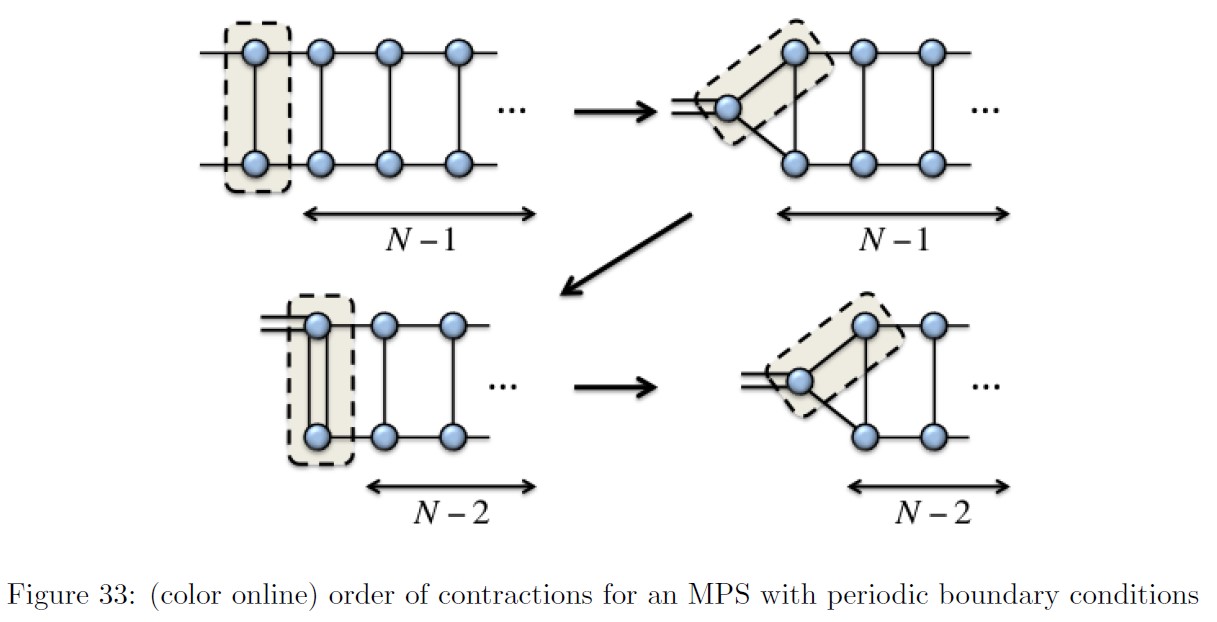 ...
...
N − 1
N − 1
...
...
N − 2
N − 2
Figure 33: (color online) order of contractions for an MPS with periodic boundary conditions